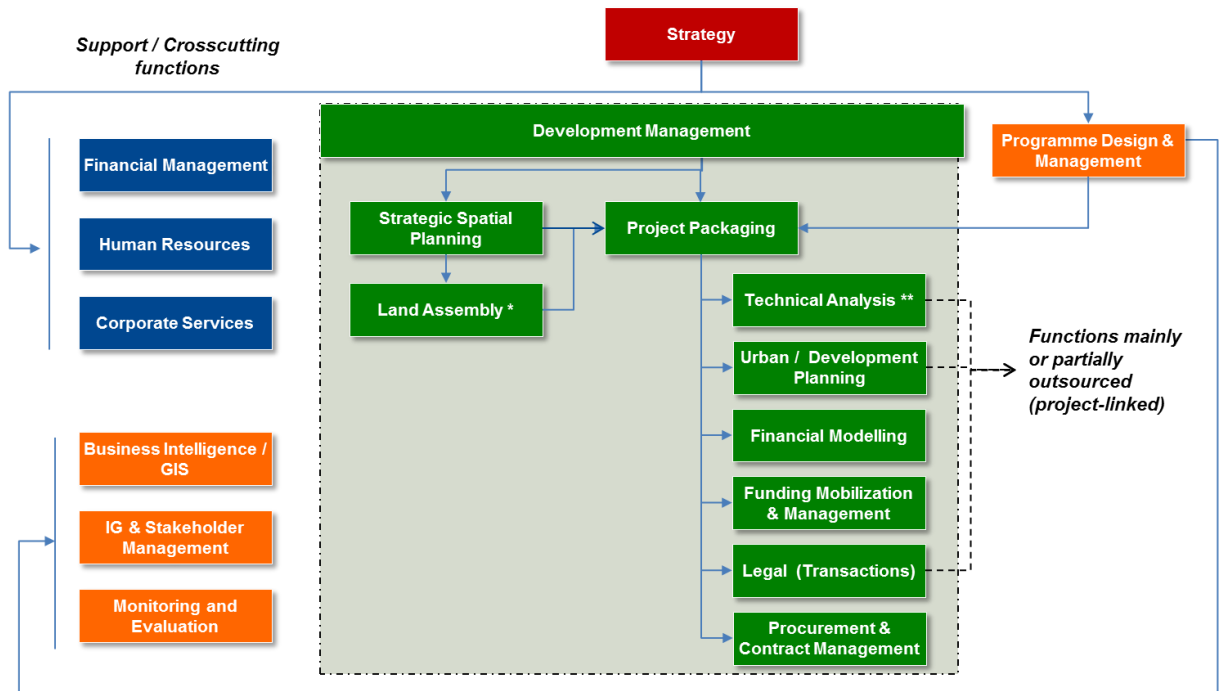 Strategy
Support / Crosscutting
functions
Development Management
Programme Design &
Management
Financial Management
Human Resources
Corporate Services
Strategic Spatial
Planning
Project Packaging
Land Assembly *
Technical Analysis **
Urban /  Development
Planning
Financial Modelling
Funding Mobilization
& Management
Legal  (Transactions)
Procurement &
Contract Management
Functions mainly
or partially
outsourced
(project-linked)
Business Intelligence /
GIS
IG & Stakeholder
Management
Monitoring and
Evaluation